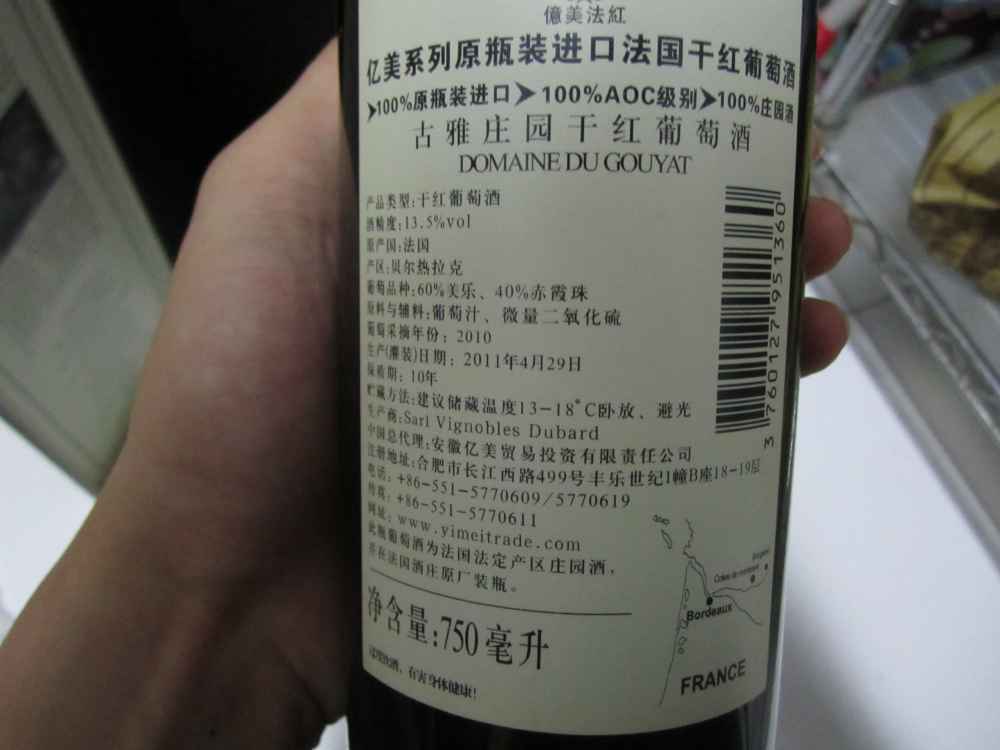 億美法紅
亿美系列原瓶装进口法国干红葡萄酒
100%原瓶装进口 100%AOC级别 100%庄园酒
古雅庄园干红葡萄酒
DOMAINE DU GOUYAT
产品类型:干红葡萄酒
酒精度:13.5%vol
原产国:法国
产区:贝尔热拉克
葡萄品种:60%美乐、40%赤霞珠
原料与辅料:葡萄汁、微量二氧化硫
葡萄采摘年份: 2010
生产(灌装)日期: 2011年4月29日
保质期: 10年
贮藏方法:建议储藏温度13-18°C卧放、避光
生产商:Sarl Vignobles Dubard
中国总代理:安徽亿美贸易投资有限责任公司
注册地址:合肥市长江西路499号丰乐世纪1幢B座18-19层
电话: +86-551-5770609/5770619
传真: +86-551-5770611
网址: www.yimeitrade.com
此瓶葡萄酒为法国法定产区庄园酒,
并在法国酒庄原厂装瓶。
净含量:750毫升
过度饮酒, 有害身体健康!
3 760127 951360
Bordeaux
FRANCE